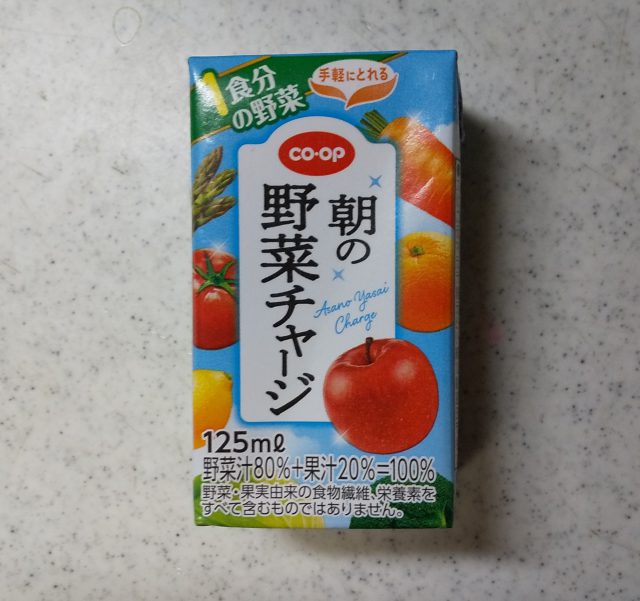 1食分
の野菜
手軽にとれる
CO・OP
朝の
野菜チャージ
Asano Yasai
Charge
125mℓ
野菜汁80%+果汁20%=100%
野菜・果実由来の食物繊維、栄養素を
すべて含むものではありません。